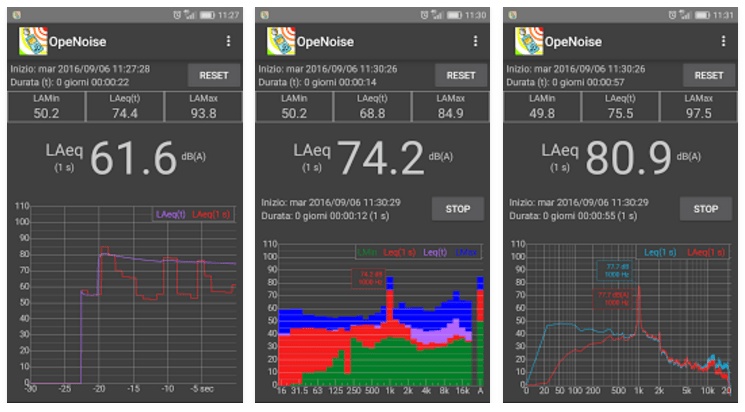 11:27
OpeNoise
Inizio: mar 2016/09/06 11:27:28
Durata (t): 0 giorni 00:00:22
RESET
LAMin LAeq(t) LAMax
50.2 74.4 93.8
LAeq 61.6 dB(A)
(1 s)
110
LAeq(t) LAeq(1 s)
100
90
80
70
60
50
40
30
20
10
0
-30 -25 -20 -15 -10 -5 sec
11:30
OpeNoise
Inizio: mar 2016/09/06 11:30:26
Durata (t): 0 giorni 00:00:14
RESET
LAMin LAeq(t) LAMax
50.2 68.8 84.9
LAeq 74.2 dB(A)
(1 s)
Inizio: mar 2016/09/06 11:30:29
Durata: 0 giorni 00:00:12 (1 s)
STOP
110
LMin Leq(1 s) Leq(t) LMax
100
90
74.2 dB
1000 Hz
80
70
60
50
40
30
20
10
0
16 31.5 63 125 250 500 1k 2k 4k 8k 16k A
11:31
OpeNoise
Inizio: mar 2016/09/06 11:30:26
Durata (t): 0 giorni 00:00:57
RESET
LAMin LAeq(t) LAMax
49.8 75.5 97.5
LAeq 80.9 dB(A)
(1 s)
Inizio: mar 2016/09/06 11:30:29
Durata: 0 giorni 00:00:55 (1 s)
STOP
110
Leq(1 s) LAeq(1 s)
100
90
77.7 dB
1008 Hz
80
70
77.7 dB(A)
1008 Hz
60
50
40
30
20
10
0
20 50 100 200 500 1k 2k 5k 10k 20